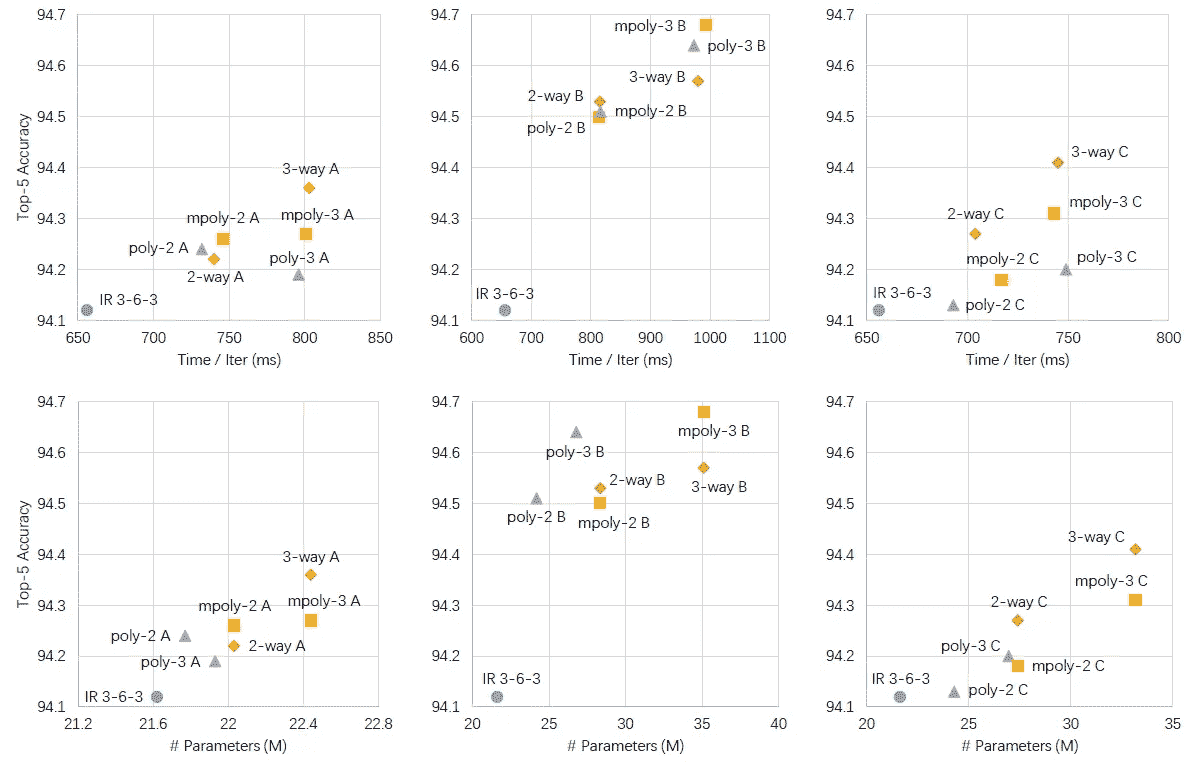 94.7
94.6
94.5
94.4
94.3
94.2
94.1
Top-5 Accuracy
3-way A
mpoly-2 A
mpoly-3 A
poly-2 A
poly-3 A
2-way A
IR 3-6-3
650 700 750 800 850
Time / Iter (ms)
94.7
94.6
94.5
94.4
94.3
94.2
94.1
mpoly-3 B
poly-3 B
3-way B
2-way B
mpoly-2 B
poly-2 B
IR 3-6-3
600 700 800 900 1000 1100
Time / Iter (ms)
94.7
94.6
94.5
94.4
94.3
94.2
94.1
3-way C
mpoly-3 C
2-way C
mpoly-2 C
poly-3 C
IR 3-6-3
poly-2 C
650 700 750 800
Time / Iter (ms)
94.7
94.6
94.5
94.4
94.3
94.2
94.1
Top-5 Accuracy
3-way A
mpoly-2 A
mpoly-3 A
poly-2 A
2-way A
poly-3 A
IR 3-6-3
21.2 21.6 22 22.4 22.8
# Parameters (M)
94.7
94.6
94.5
94.4
94.3
94.2
94.1
mpoly-3 B
poly-3 B
2-way B
3-way B
poly-2 B
mpoly-2 B
IR 3-6-3
20 25 30 35 40
# Parameters (M)
94.7
94.6
94.5
94.4
94.3
94.2
94.1
3-way C
mpoly-3 C
2-way C
poly-3 C
mpoly-2 C
IR 3-6-3
poly-2 C
20 25 30 35
# Parameters (M)